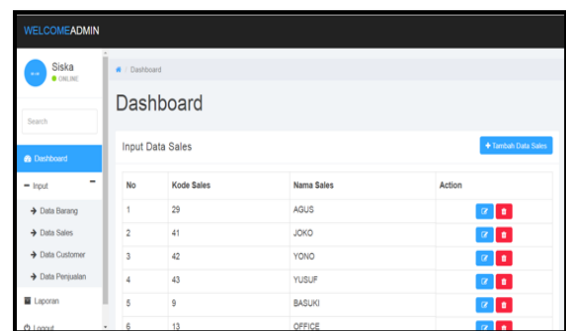 WELCOMEADMIN
Siska
ONLINE
Search
Dashboard
Input
Data Barang
Data Sales
Data Customer
Data Penjualan
Laporan
Logout
/ Dashboard
Dashboard
Input Data Sales
+ Tambah Data Sales
No Kode Sales Nama Sales Action
1 29 AGUS
2 41 JOKO
3 42 YONO
4 43 YUSUF
5 9 BASUKI
6 13 OFFICE